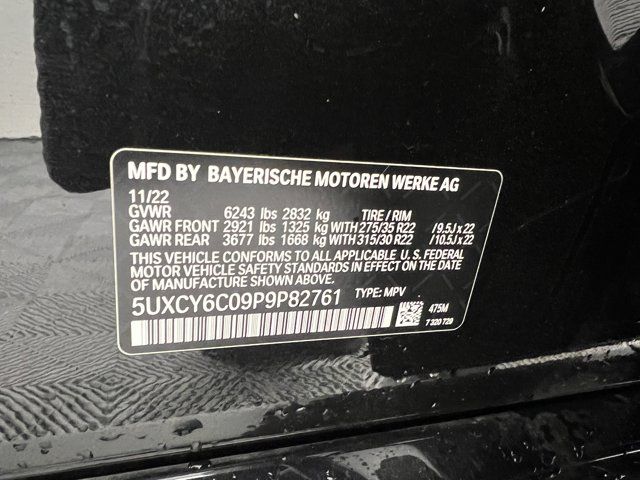 MFD BY BAYERISCHE MOTOREN WERKE AG
11/22
GVWR 6243 lbs 2832 kg TIRE / RIM
GAWR FRONT 2921 lbs 1325 kg WITH 275/35 R22 / 9.5J x 22
GAWR REAR 3677 lbs 1668 kg WITH 315/30 R22 / 10.5J x 22
THIS VEHICLE CONFORMS TO ALL APPLICABLE U. S. FEDERAL
MOTOR VEHICLE SAFETY STANDARDS IN EFFECT ON THE DATE OF
MANUFACTURE SHOWN ABOVE.
5UXCY6C09P9P82761 TYPE: MPV
475M
7 320 729